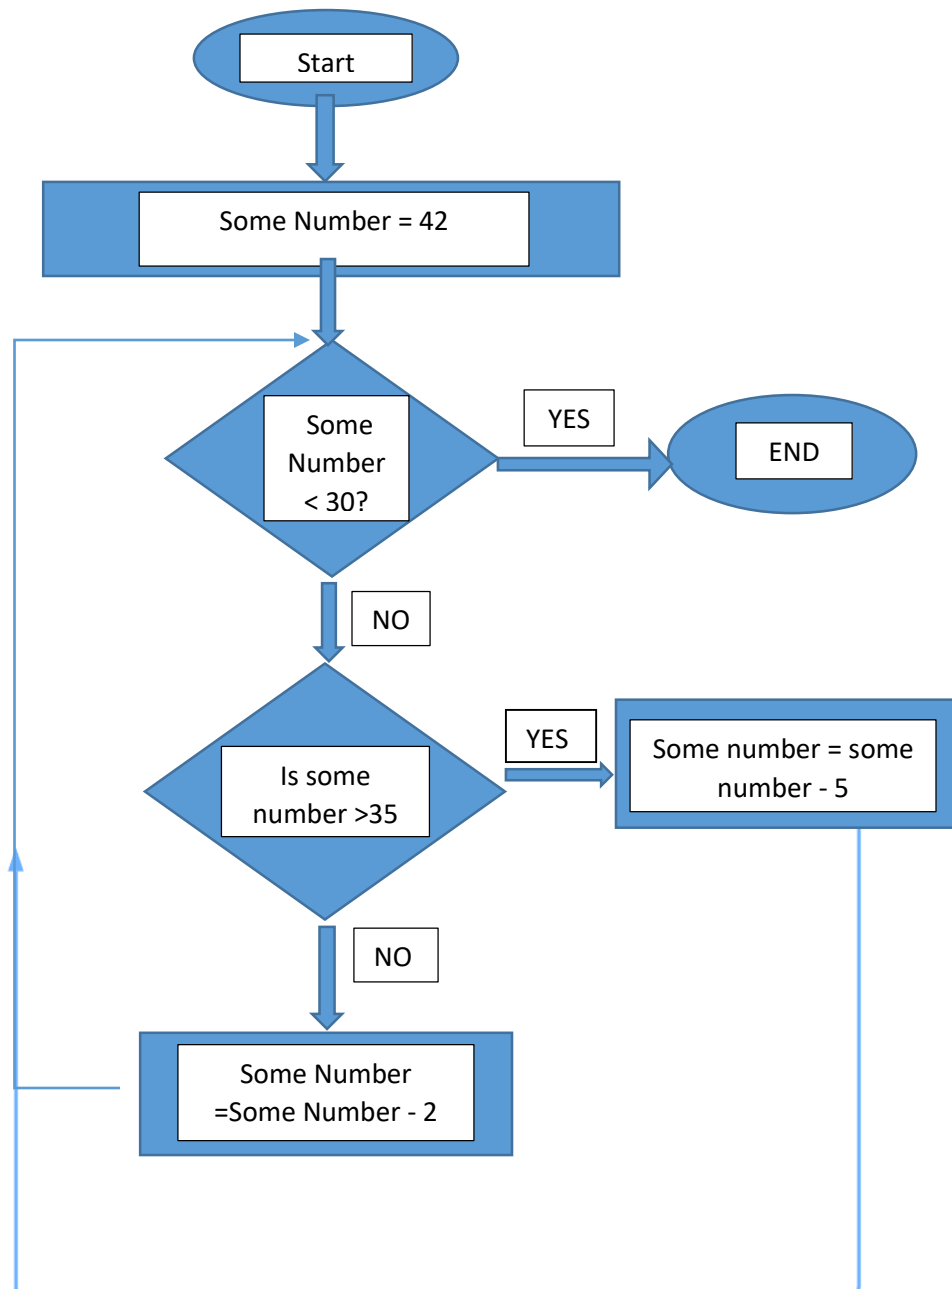 Start
Some Number = 42
Some
Number
< 30?
YES
END
NO
Is some
number >35
YES
Some number = some
number - 5
NO
Some Number
=Some Number - 2